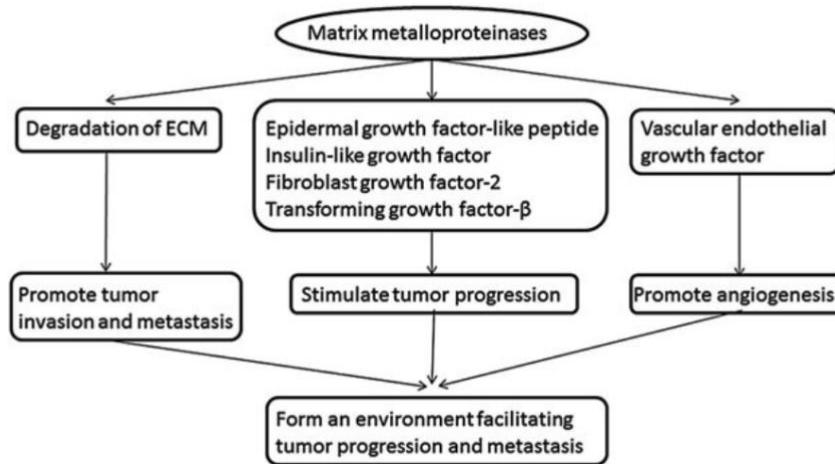 Matrix metalloproteinases
Degradation of ECM
Epidermal growth factor-like peptide
Insulin-like growth factor
Fibroblast growth factor-2
Transforming growth factor-β
Vascular endothelial
growth factor
Promote tumor
invasion and metastasis
Stimulate tumor progression
Promote angiogenesis
Form an environment facilitating
tumor progression and metastasis